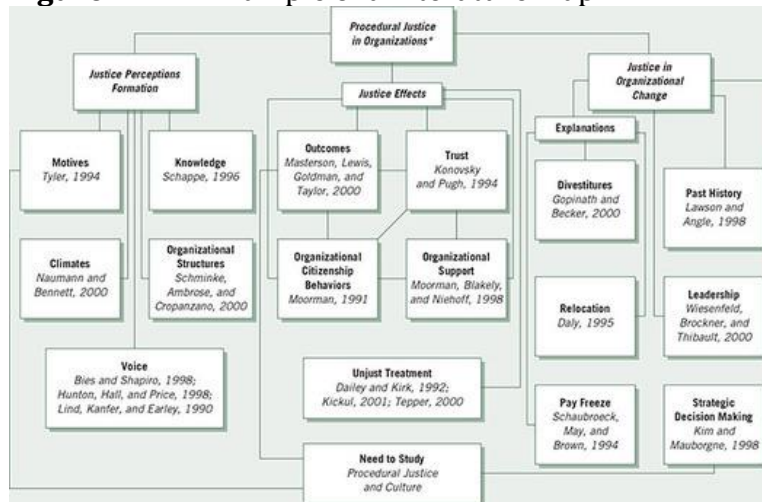 Procedural Justice
in Organizations*
Justice Perceptions
Formation
Justice Effects
Justice in
Organizational
Change
Explanations
Motives
Tyler, 1994
Knowledge
Schappe, 1996
Outcomes
Masterson, Lewis,
Goldman, and
Taylor, 2000
Trust
Konovsky
and Pugh, 1994
Divestitures
Gopinath and
Becker, 2000
Past History
Lawson and
Angle, 1998
Climates
Naumann and
Bennett, 2000
Organizational
Structures
Schminke,
Ambrose, and
Cropanzano, 2000
Organizational
Citizenship
Behaviors
Moorman, 1991
Organizational
Support
Moorman, Blakely,
and Niehoff, 1998
Relocation
Daly, 1995
Leadership
Wiesenfeld,
Brockner, and
Thibault, 2000
Voice
Bies and Shapiro, 1998;
Hunton, Hall, and Price, 1998;
Lind, Kanfer, and Earley, 1990
Unjust Treatment
Dailey and Kirk, 1992;
Kickul, 2001; Tepper, 2000
Pay Freeze
Schaubroeck,
May, and
Brown, 1994
Strategic
Decision Making
Kim and
Mauborgne, 1998
Need to Study
Procedural Justice
and Culture